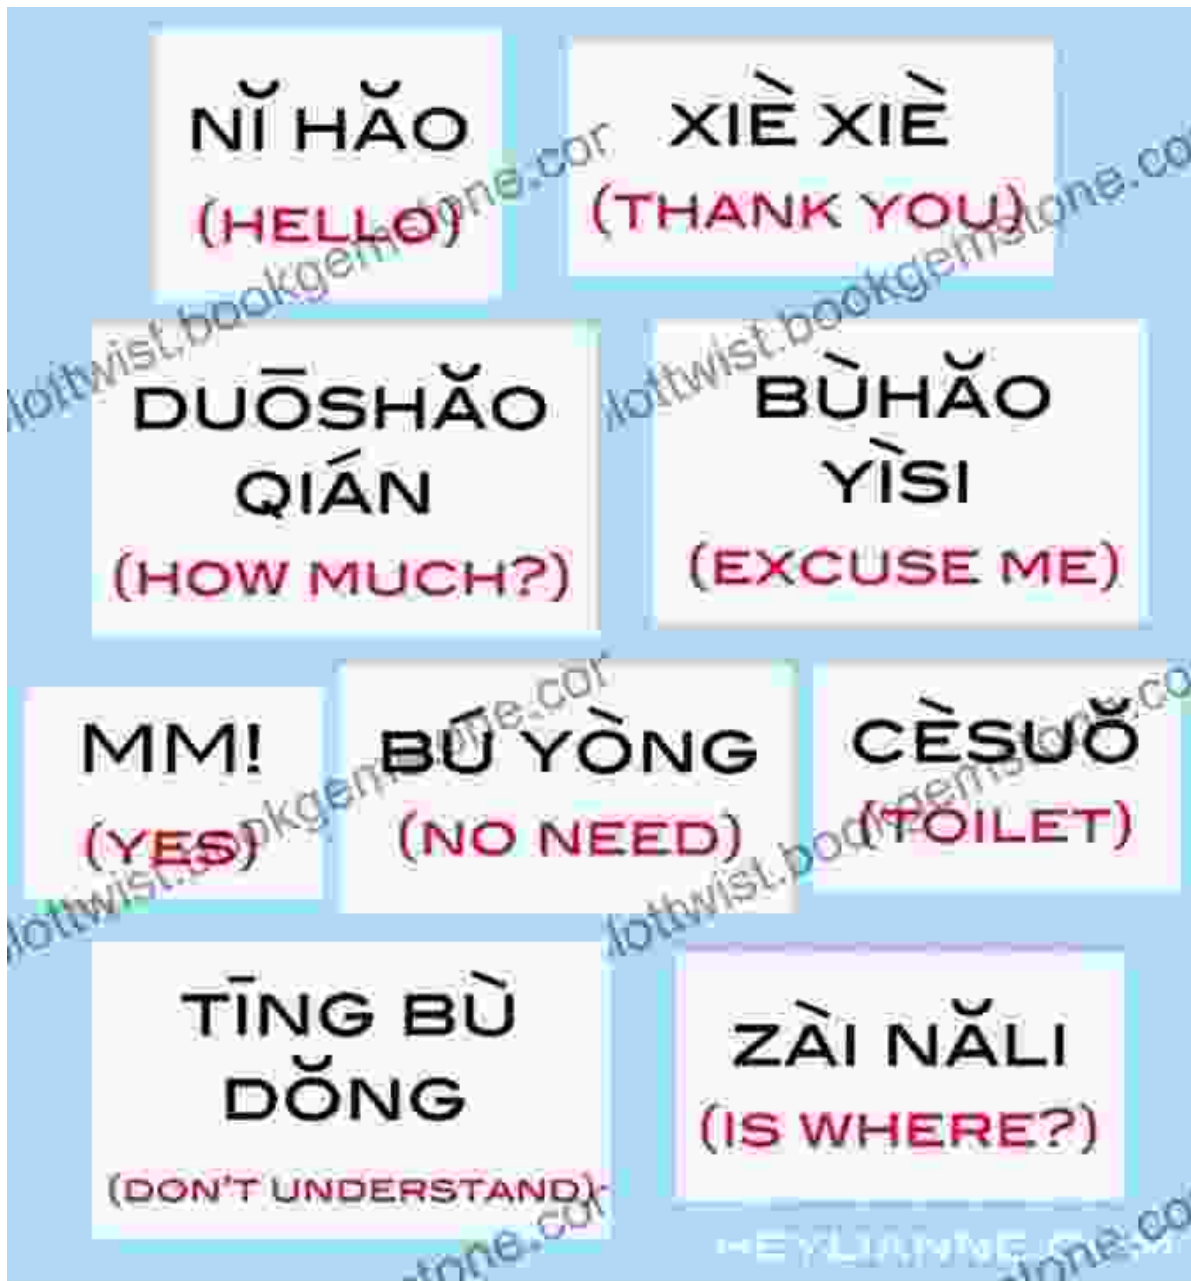 NĬ HĂO
(HELLO)
XIÈ XIÈ
(THANK YOU)
DUŌSHĂO
QIÁN
(HOW MUCH?)
BÙHĂO
YÌSI
(EXCUSE ME)
MM!
(YES)
BŪ YÒNG
(NO NEED)
CÈSUŎ
(TOILET)
TĪNG BÙ
DŎNG
(DON'T UNDERSTAND)
ZÀI NĂLI
(IS WHERE?)